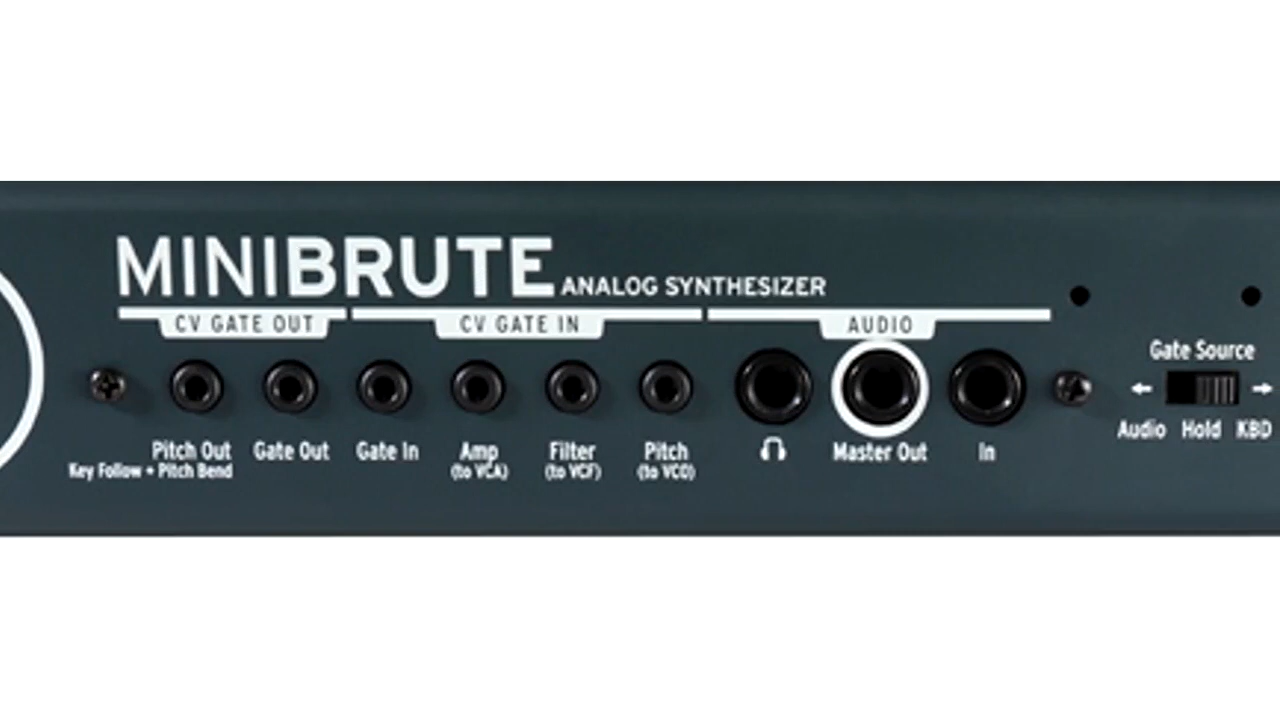 MINIBRUTE ANALOG SYNTHESIZER
CV GATE OUT CV GATE IN AUDIO
Gate Source
Audio Hold KBD
Pitch Out Gate Out Gate In Amp Filter Pitch Master Out In
Key Follow + Pitch Bend (to VCA) (to VCF) (to VCO)